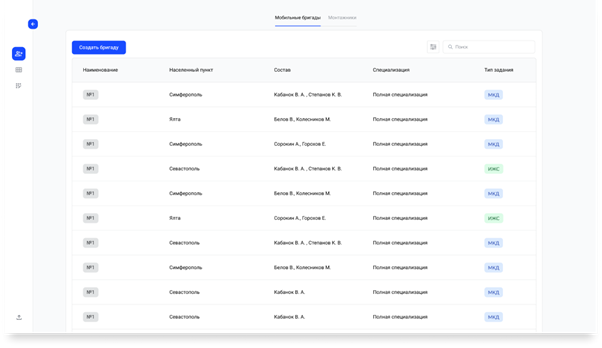 Мобильные бригады Монтажники
Создать бригаду Поиск
Наименование Населенный пункт Состав Специализация Тип задания
№1 Симферополь Кабанок В. А. , Степанов К. В. Полная специализация МКД
№1 Ялта Белов В., Колесников М. Полная специализация МКД
№1 Симферополь Сорокин А., Горохов Е. Полная специализация МКД
№1 Севастополь Кабанок В. А. , Степанов К. В. Полная специализация ИЖС
№1 Симферополь Белов В., Колесников М. Полная специализация МКД
№1 Ялта Сорокин А., Горохов Е. Полная специализация ИЖС
№1 Севастополь Кабанок В. А. , Степанов К. В. Полная специализация МКД
№1 Симферополь Белов В., Колесников М. Полная специализация МКД
№1 Севастополь Кабанок В. А. Полная специализация МКД
№1 Севастополь Кабанок В. А. Полная специализация МКД